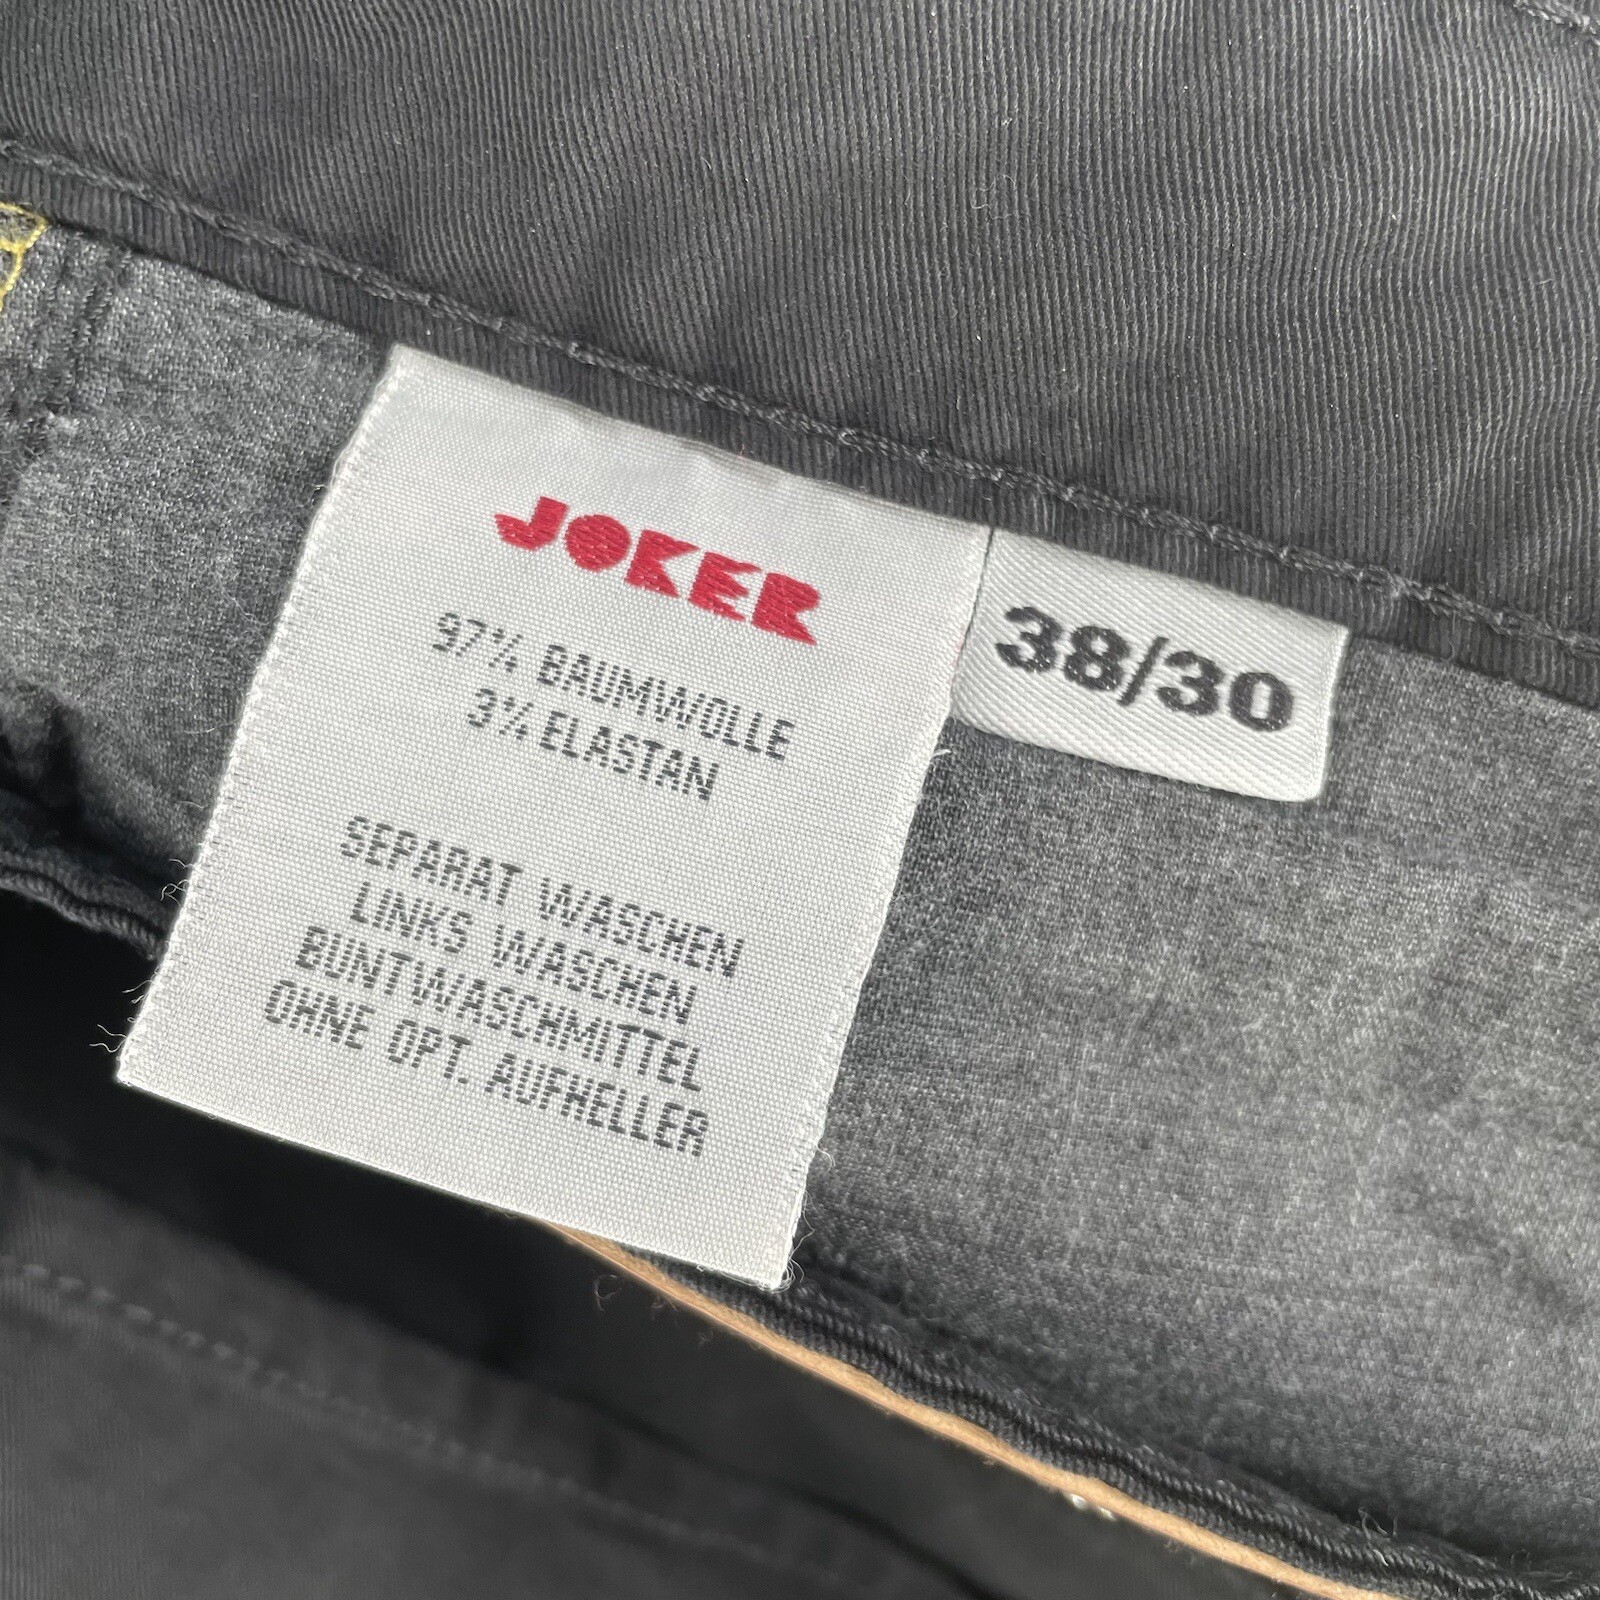 JOKER
38/30
97% BAUMWOLLE
3% ELASTAN
SEPARAT WASCHEN
LINKS WASCHEN
BUNTWASCHMITTEL
OHNE OPT. AUFHELLER